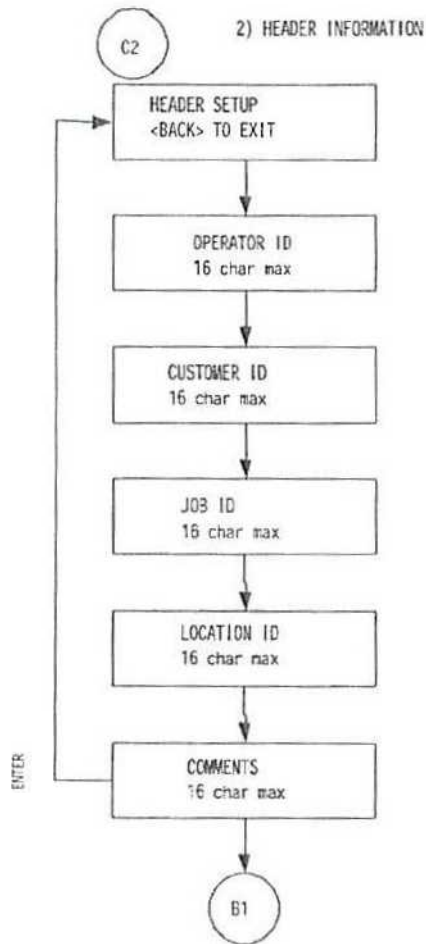 C2
2) HEADER INFORMATION
HEADER SETUP
<BACK> TO EXIT
OPERATOR ID
16 char max
CUSTOMER ID
16 char max
JOB ID
16 char max
LOCATION ID
16 char max
COMMENTS
16 char max
ENTER
B1